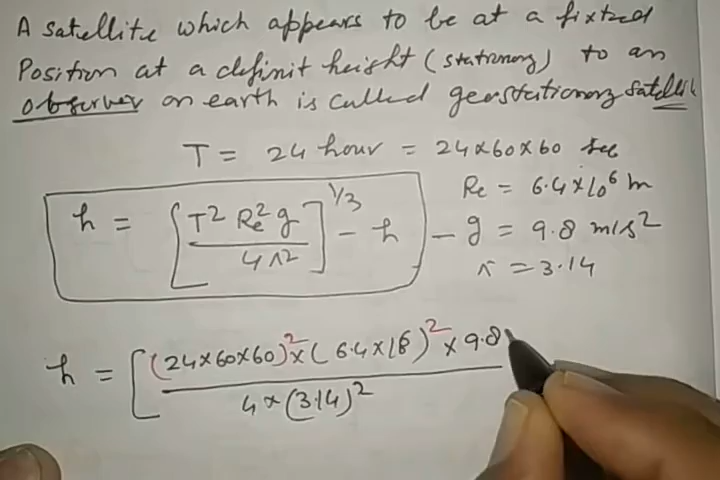 A satellite which appears to be at a fixted
Position at a definit height (stationary) to an
observer on earth is called geostationary satellite
T = 24 hour = 24×60×60 sec
Re = 6.4×10⁶ m
h = [T² Re² g / 4π²]^1/3 - h - g = 9.8 m/s²
π = 3.14
h = [(24×60×60)² × (6.4×10⁶)² × 9.8 / 4×(3.14)²